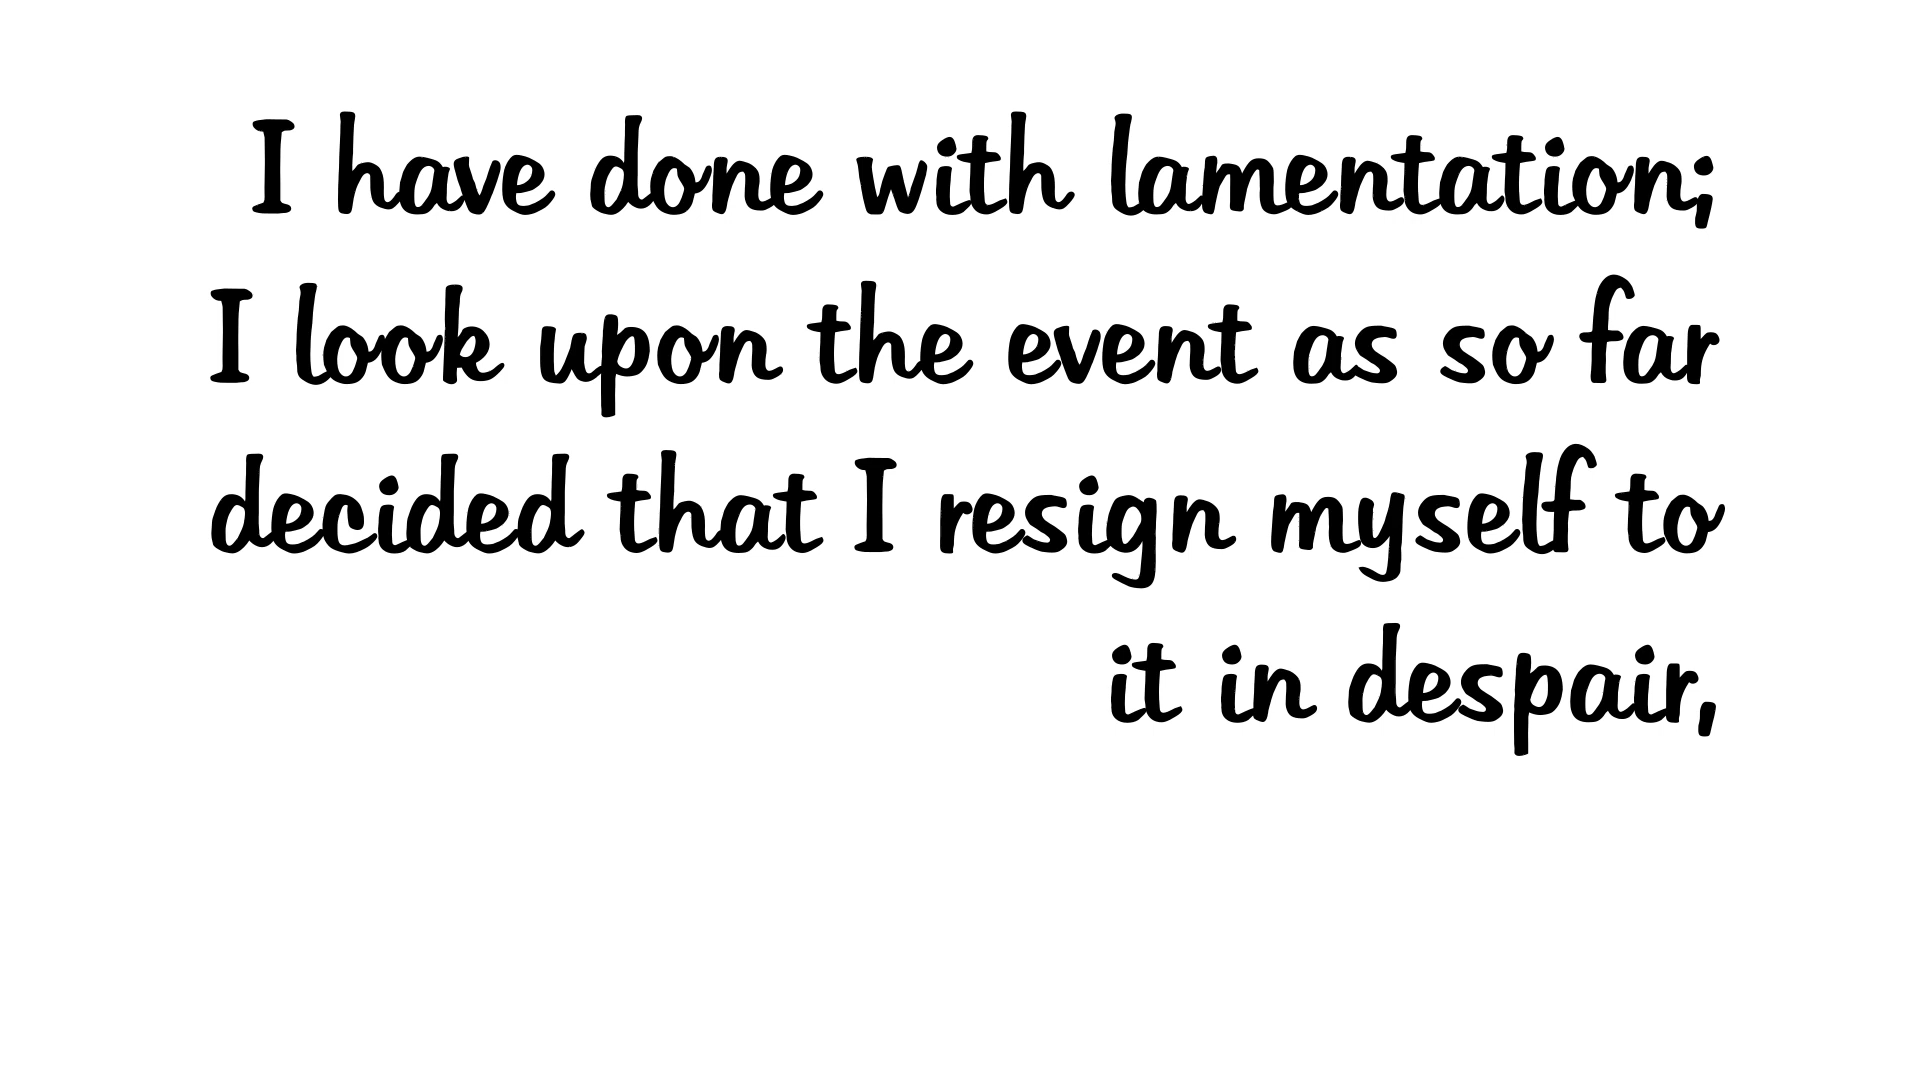 I have done with lamentation;
I look upon the event as so far
decided that I resign myself to
it in despair,